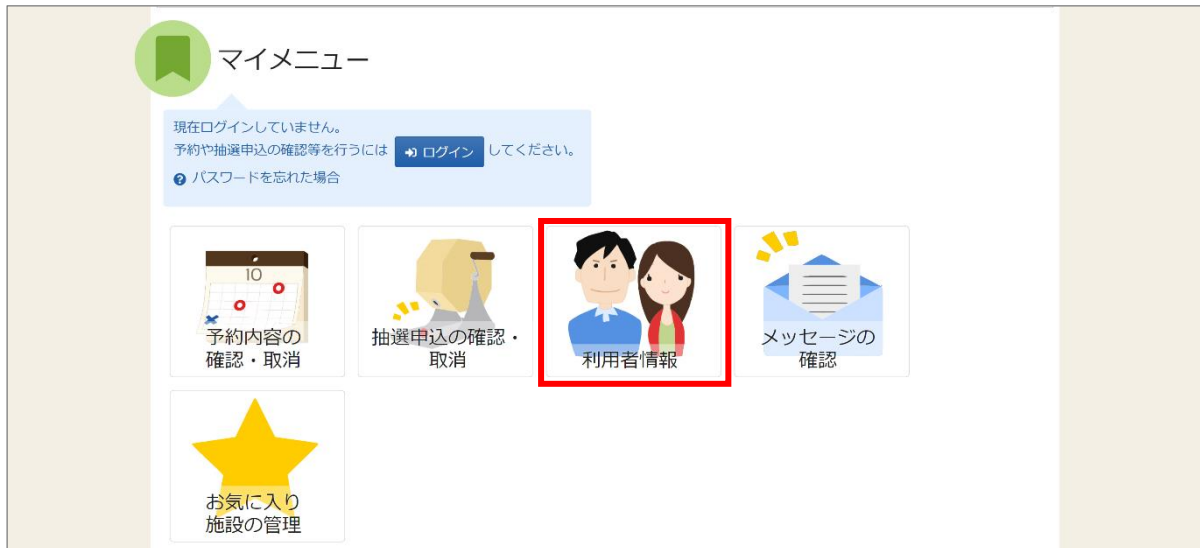 マイメニュー
現在ログインしていません。
予約や抽選申込の確認等を行うには ログイン してください。
パスワードを忘れた場合
10
予約内容の
確認・取消
抽選申込の確認・
取消
利用者情報
メッセージの
確認
お気に入り
施設の管理